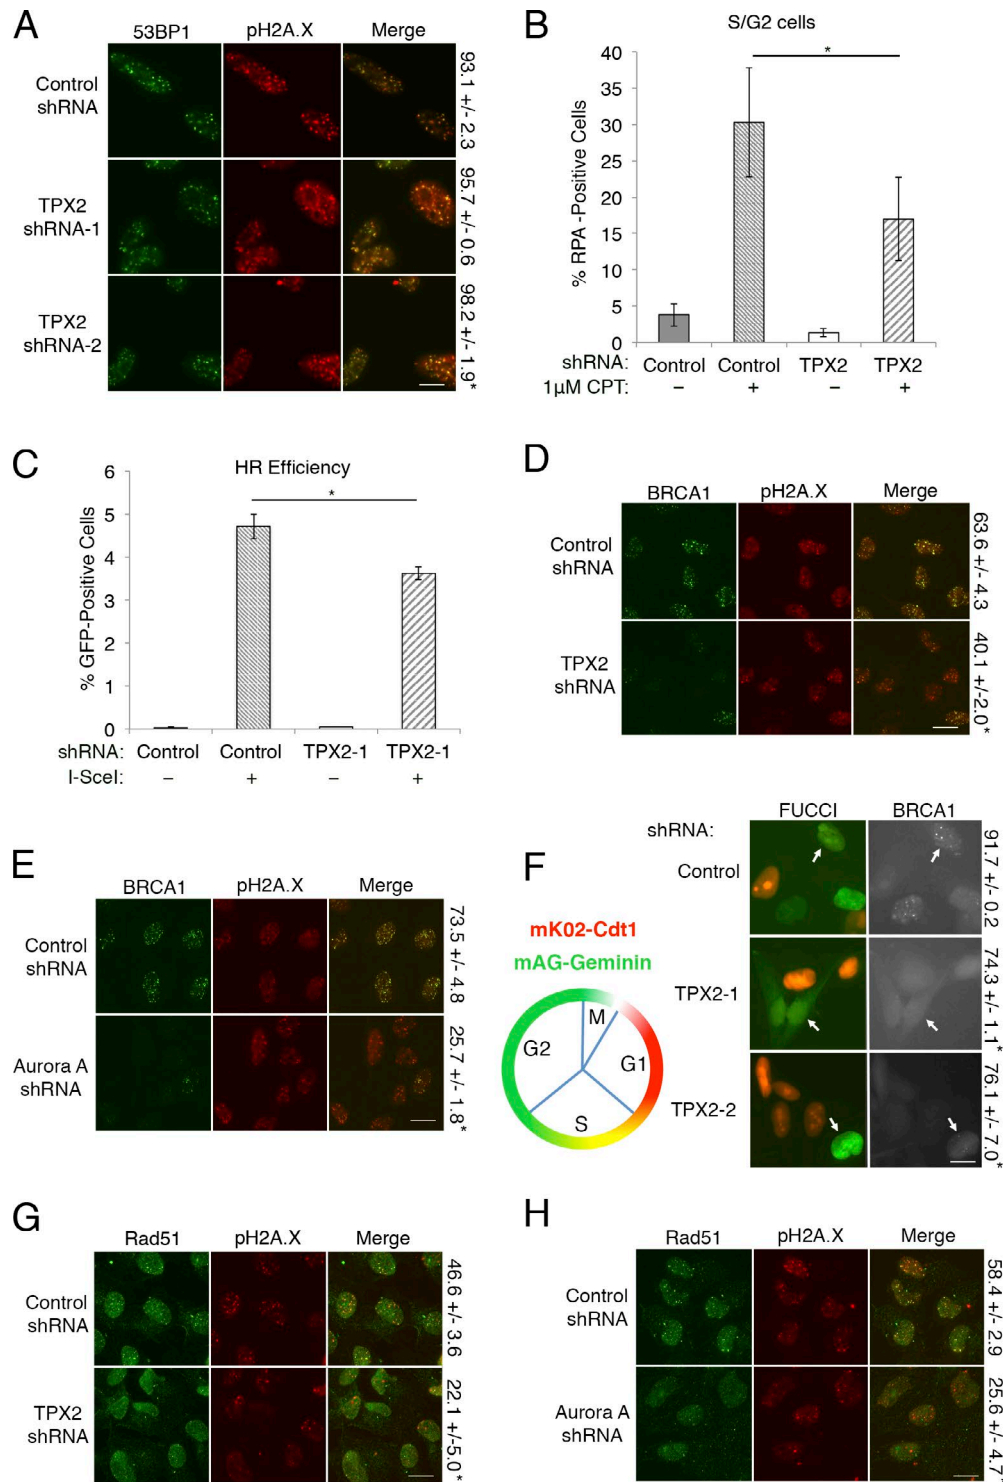 A
53BP1 pH2A.X Merge
Control
shRNA
93.1 +/- 2.3
TPX2
shRNA-1
95.7 +/- 0.6
TPX2
shRNA-2
98.2 +/- 1.9*
B
S/G2 cells
*
% RPA -Positive Cells
40
35
30
25
20
15
10
5
0
shRNA: Control Control TPX2 TPX2
1µM CPT: – + – +
C
HR Efficiency
*
% GFP-Positive Cells
6
5
4
3
2
1
0
shRNA: Control Control TPX2-1 TPX2-1
I-SceI: – + – +
D
BRCA1 pH2A.X Merge
Control
shRNA
63.6 +/- 4.3
TPX2
shRNA
40.1 +/-2.0*
E
BRCA1 pH2A.X Merge
Control
shRNA
73.5 +/- 4.8
Aurora A
shRNA
25.7 +/- 1.8*
F
mK02-Cdt1
mAG-Geminin
M
G1
S
G2
FUCCI BRCA1
shRNA:
Control
91.7 +/- 0.2
TPX2-1
74.3 +/- 1.1*
TPX2-2
76.1 +/- 7.0*
G
Rad51 pH2A.X Merge
Control
shRNA
46.6 +/- 3.6
TPX2
shRNA
22.1 +/-5.0*
H
Rad51 pH2A.X Merge
Control
shRNA
58.4 +/- 2.9
Aurora A
shRNA
25.6 +/- 4.7